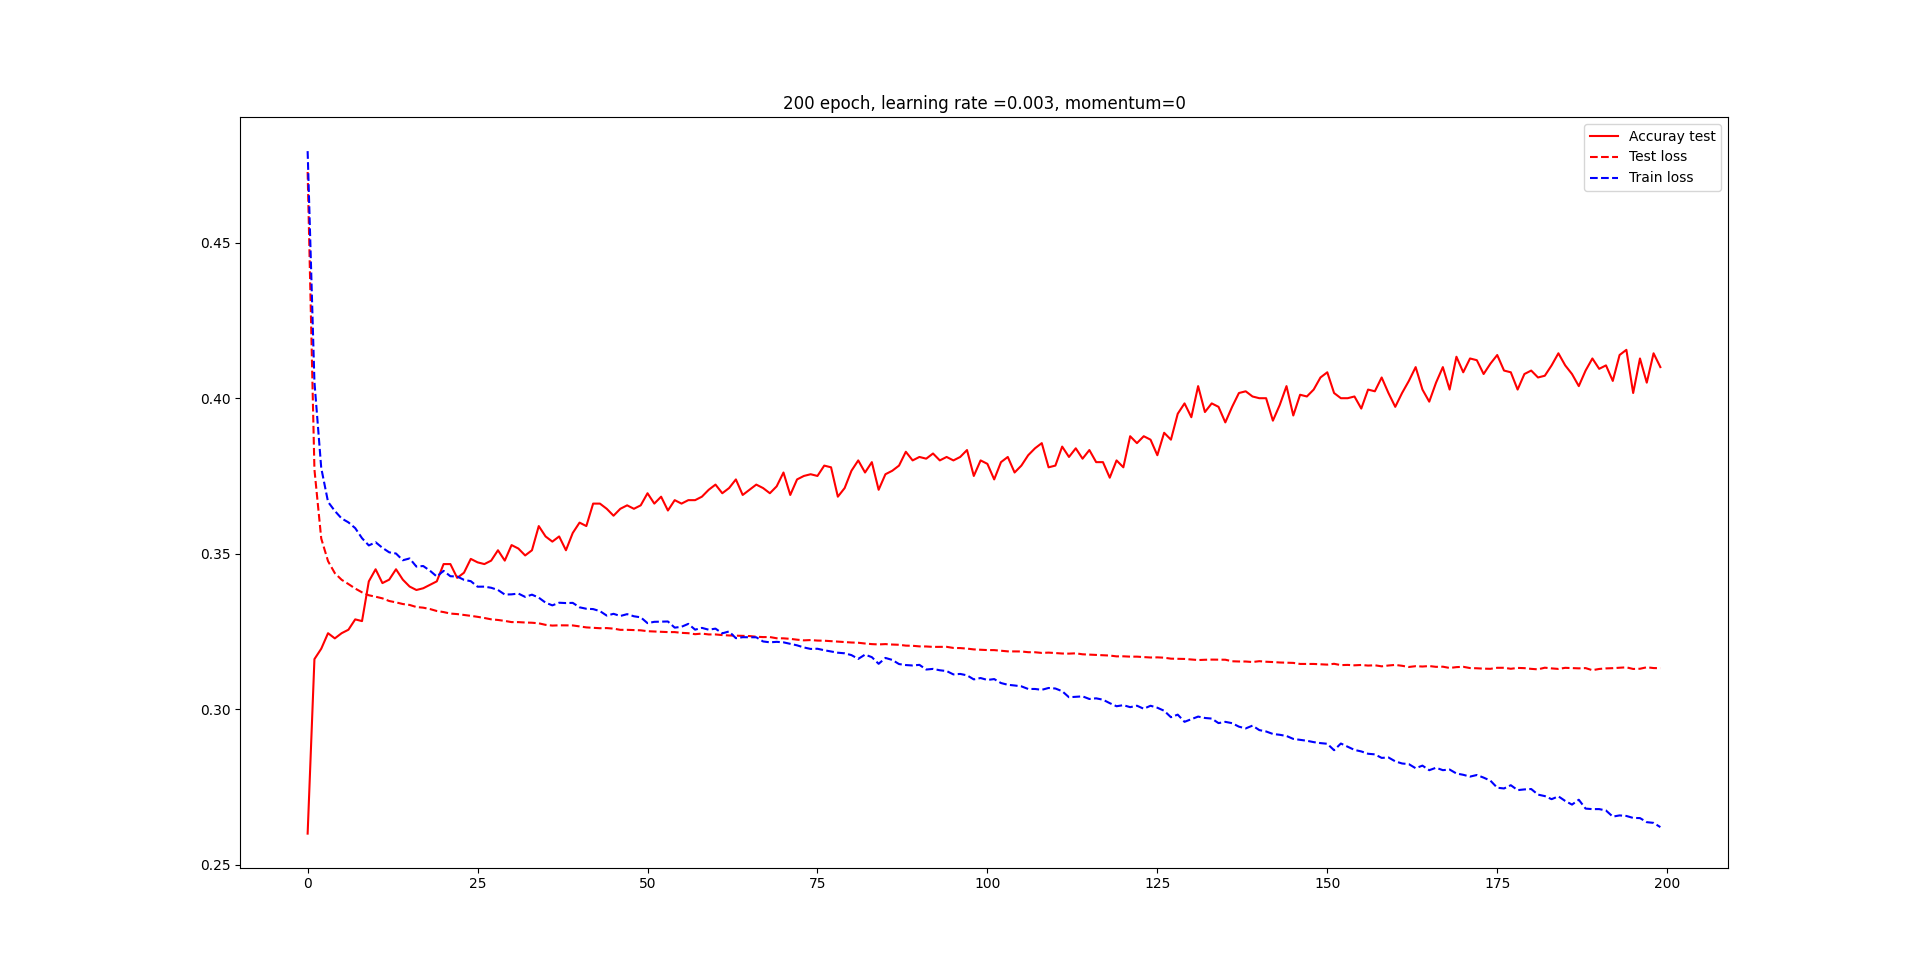 200 epoch, learning rate =0.003, momentum=0
Accuray test
Test loss
Train loss
0.45
0.40
0.35
0.30
0.25
0 25 50 75 100 125 150 175 200